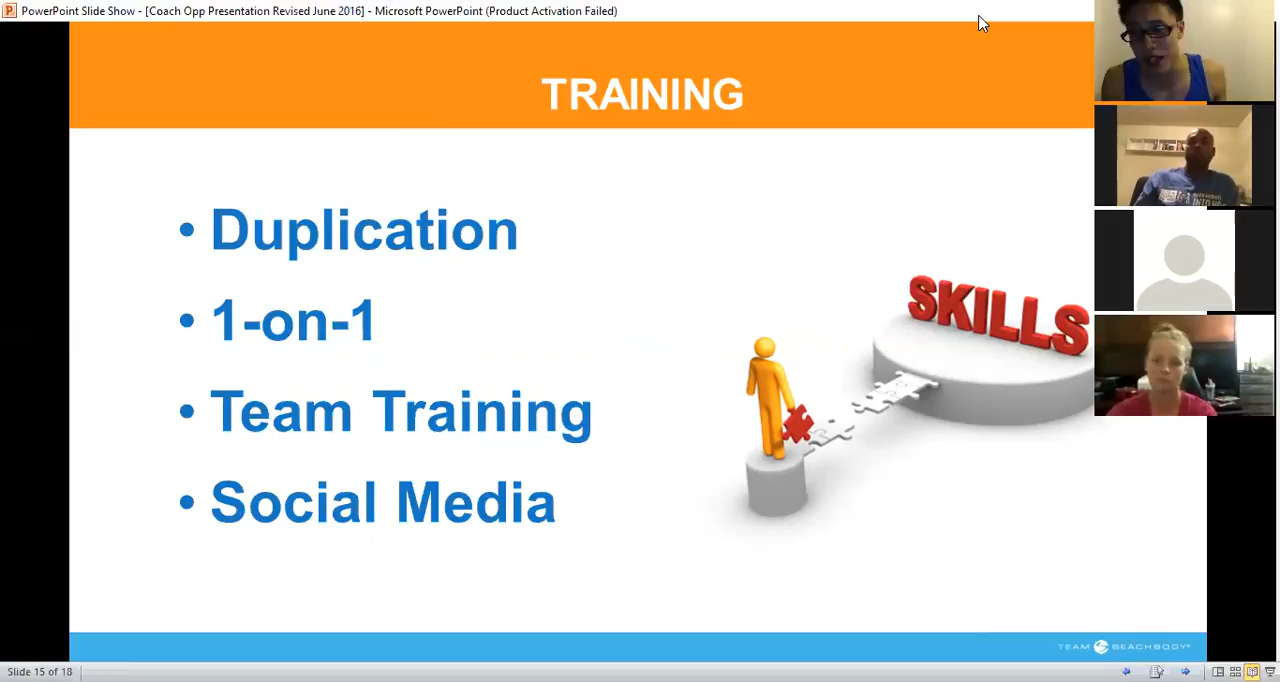 PowerPoint Slide Show - [Coach Opp Presentation Revised June 2016] - Microsoft PowerPoint (Product Activation Failed)
TRAINING
• Duplication
• 1-on-1
• Team Training
• Social Media
SKILLS
TEAM BEACHBODY
Slide 15 of 18